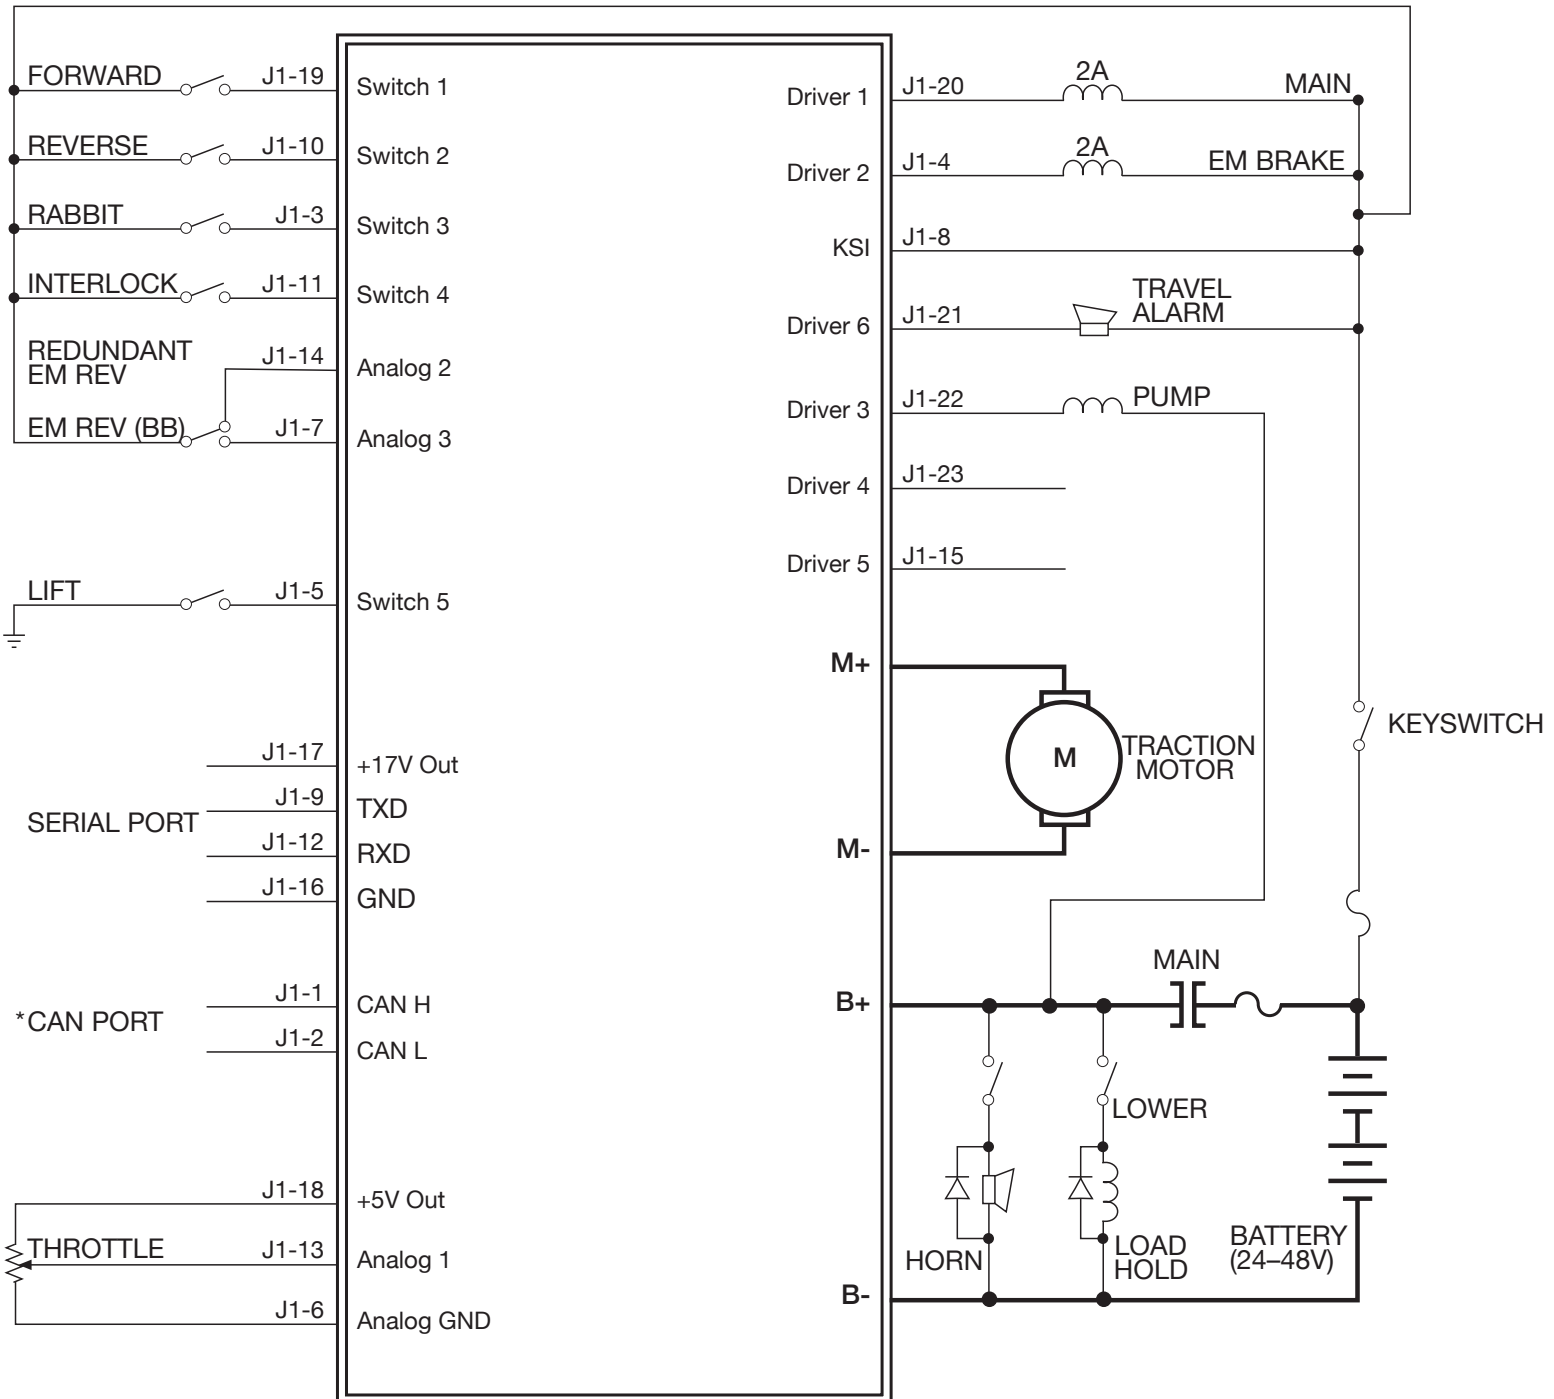 FORWARD
J1-19
Switch 1
REVERSE
J1-10
Switch 2
RABBIT
J1-3
Switch 3
INTERLOCK
J1-11
Switch 4
REDUNDANT
EM REV
J1-14
Analog 2
EM REV (BB)
J1-7
Analog 3
LIFT
J1-5
Switch 5
SERIAL PORT
J1-17
+17V Out
J1-9
TXD
J1-12
RXD
J1-16
GND
*CAN PORT
J1-1
CAN H
J1-2
CAN L
J1-18
+5V Out
THROTTLE
J1-13
Analog 1
J1-6
Analog GND
Driver 1
J1-20
2A
MAIN
Driver 2
J1-4
2A
EM BRAKE
KSI
J1-8
Driver 6
J1-21
TRAVEL
ALARM
Driver 3
J1-22
PUMP
Driver 4
J1-23
Driver 5
J1-15
M+
M
TRACTION
MOTOR
M-
KEYSWITCH
MAIN
B+
LOWER
HORN
LOAD
HOLD
BATTERY
(24–48V)
B-